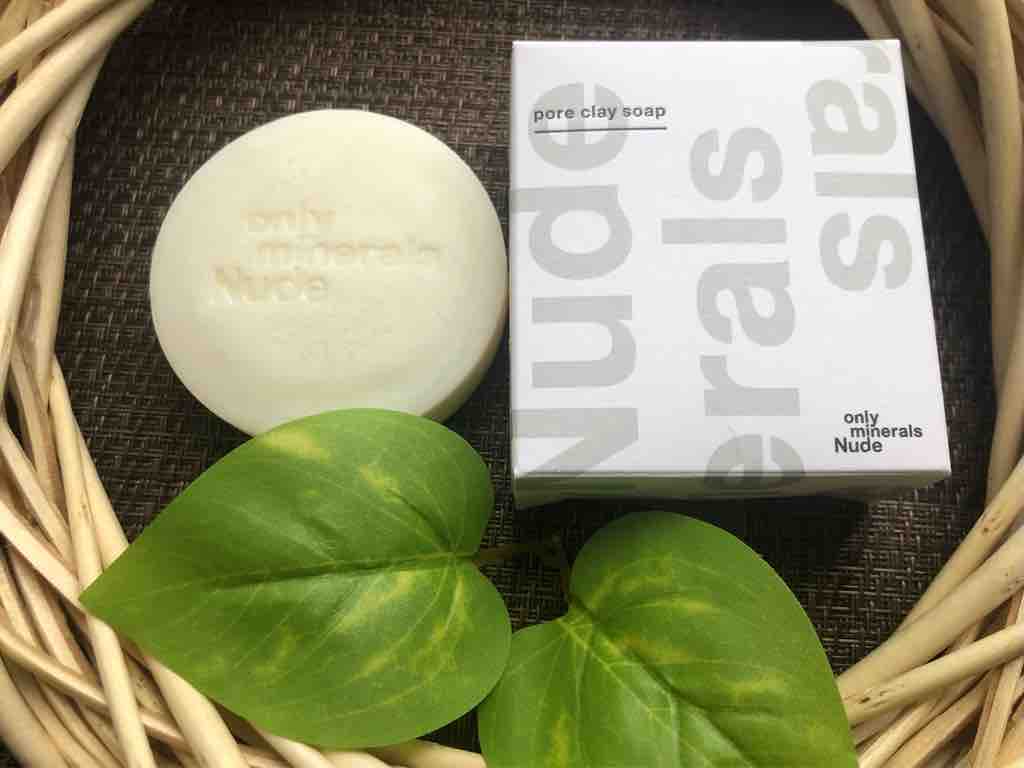 only
minerals
Nude
pore clay soap
Nude
erals
rals
only
minerals
Nude